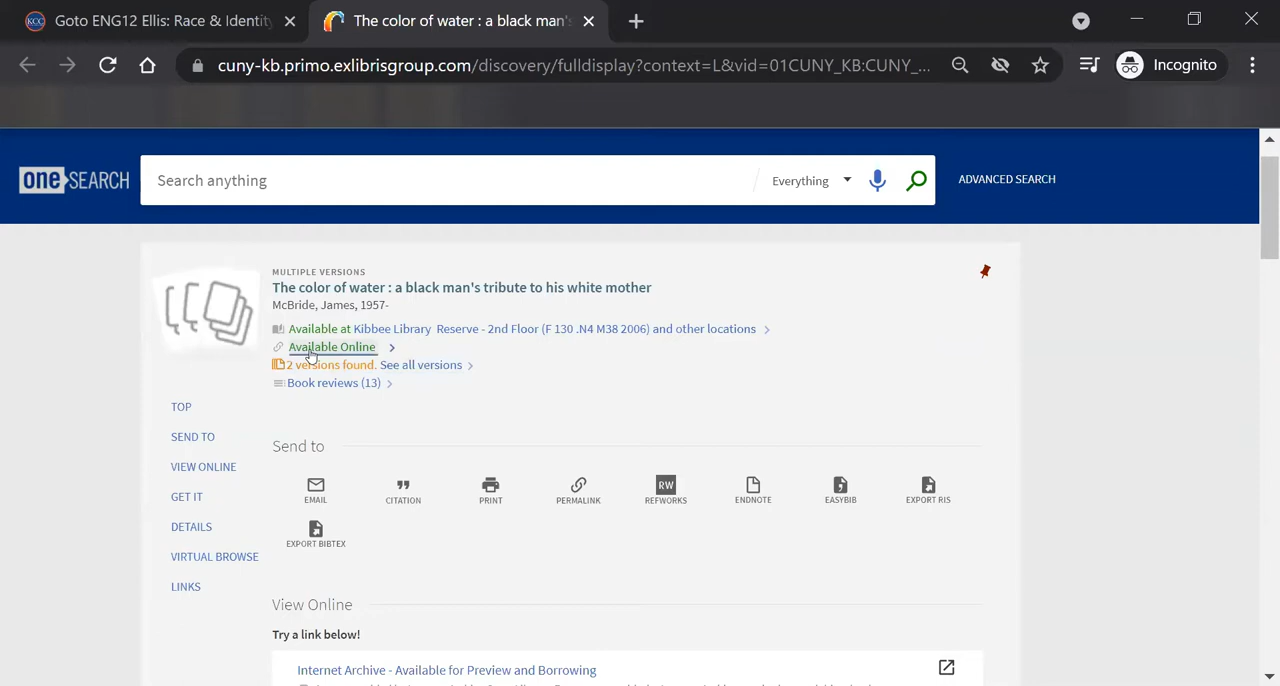 Goto ENG12 Ellis: Race & Identity
The color of water : a black man's
cuny-kb.primo.exlibrisgroup.com/discovery/fulldisplay?context=L&vid=01CUNY_KB:CUNY_...
Incognito
one SEARCH
Search anything
Everything
ADVANCED SEARCH
MULTIPLE VERSIONS
The color of water : a black man's tribute to his white mother
McBride, James, 1957-
Available at Kibbee Library Reserve - 2nd Floor (F 130 .N4 M38 2006) and other locations
Available Online
2 versions found. See all versions
Book reviews (13)
TOP
SEND TO
VIEW ONLINE
GET IT
DETAILS
VIRTUAL BROWSE
LINKS
Send to
EMAIL
CITATION
PRINT
PERMALINK
RW
REFWORKS
ENDNOTE
EASYBIB
EXPORT RIS
EXPORT BIBTEX
View Online
Try a link below!
Internet Archive - Available for Preview and Borrowing